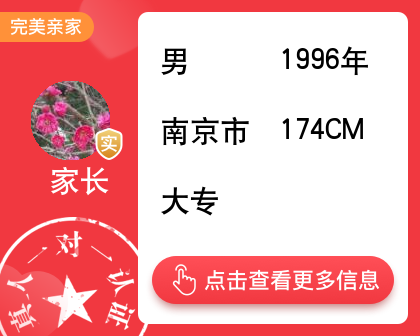 完美亲家
男 1996年
南京市 174CM
大专
实
家长
真人一对一认证
点击查看更多信息